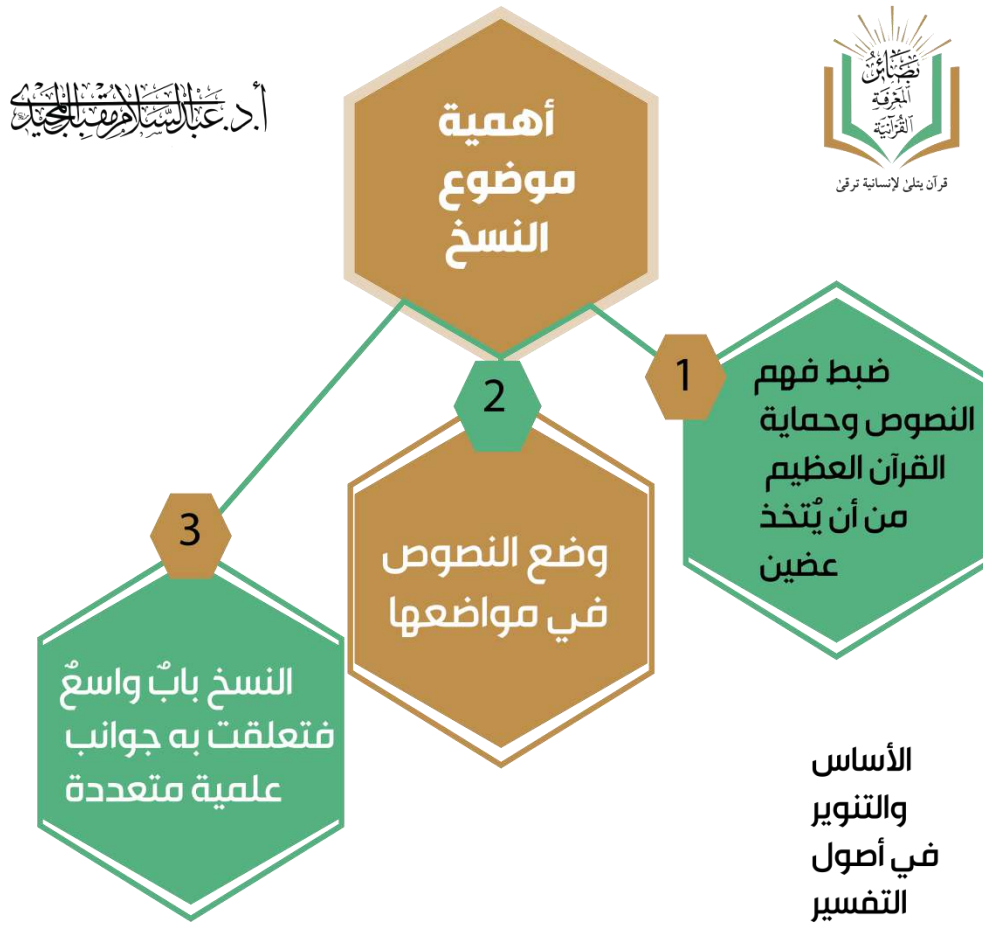 بصائر
المعرفة
القرآنية
قرآن يتلىٰ لإنسانية ترقىٰ
أ.د. عبدالسلام مقبل المجيدي
أهمية
موضوع
النسخ
1
ضبط فهم
النصوص وحماية
القرآن العظيم
من أن يُتخذ
عضين
2
وضع النصوص
في مواضعها
3
النسخ بابٌ واسعٌ
فتعلقت به جوانب
علمية متعددة
الأساس
والتنوير
في أصول
التفسير